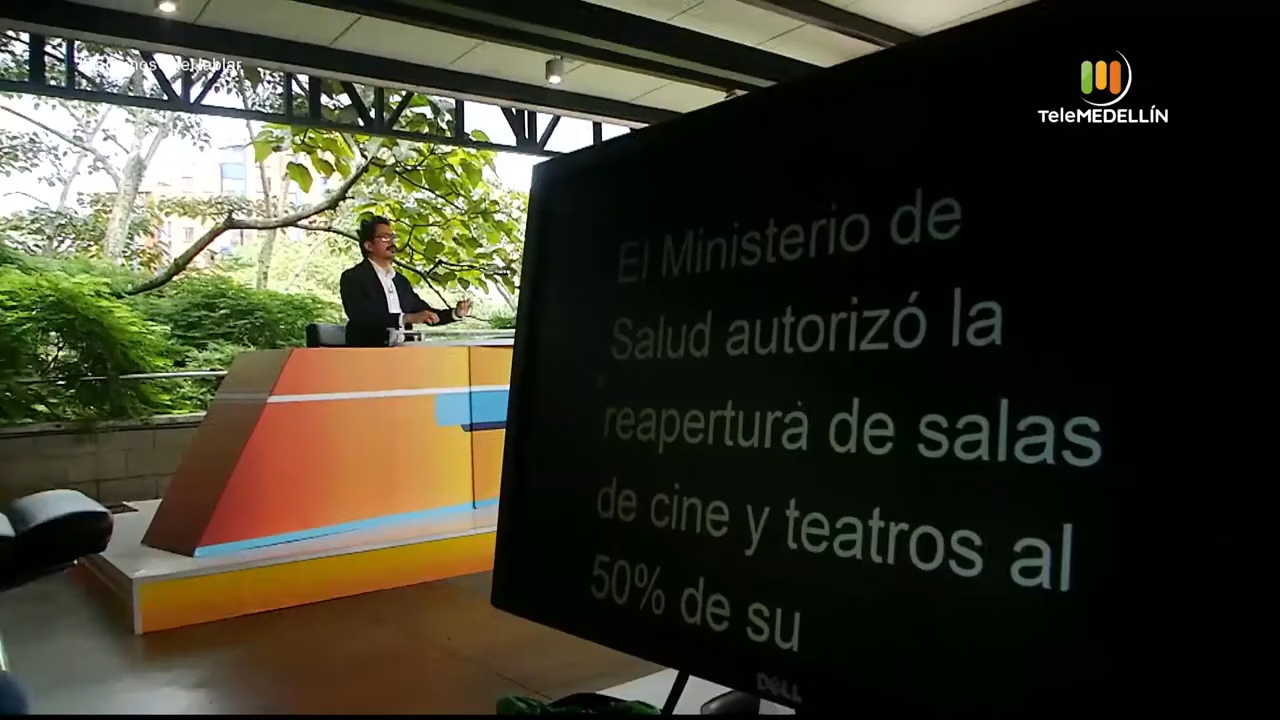 TeleMEDELLÍN
El Ministerio de
Salud autorizó la
reapertura de salas
de cine y teatros al
50% de su
DELL